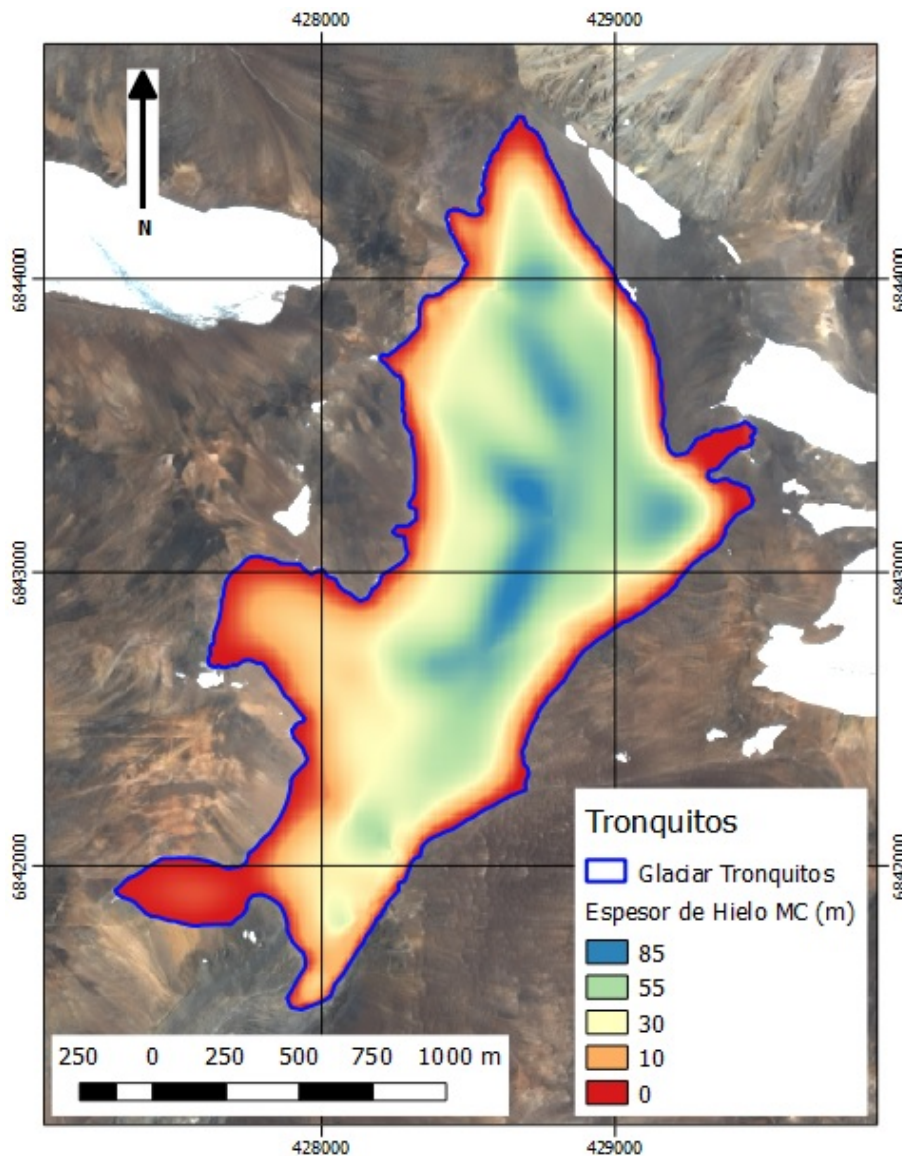 428000 429000
N
6844000 6844000
6843000 6843000
6842000 6842000
Tronquitos
Glaciar Tronquitos
Espesor de Hielo MC (m)
85
55
30
10
0
250 0 250 500 750 1000 m
428000 429000